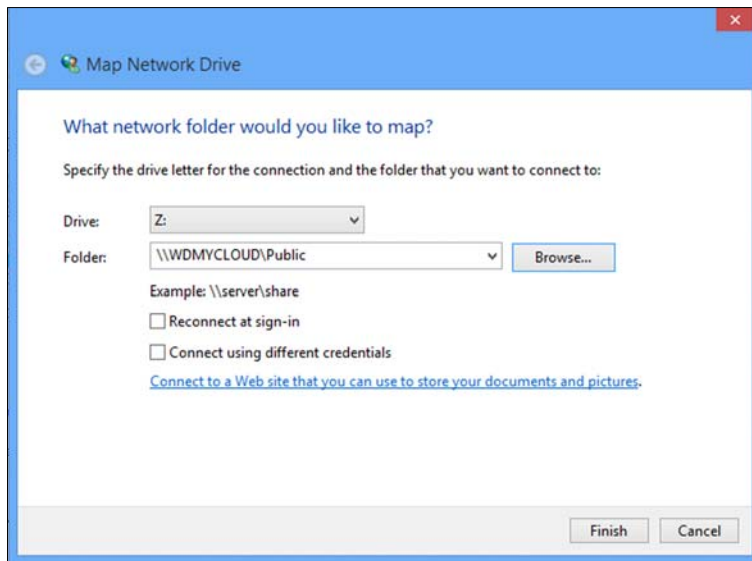 Map Network Drive
What network folder would you like to map?
Specify the drive letter for the connection and the folder that you want to connect to:
Drive: Z:
Folder: \\WDMYCLOUD\Public Browse...
Example: \\server\share
Reconnect at sign-in
Connect using different credentials
Connect to a Web site that you can use to store your documents and pictures.
Finish Cancel